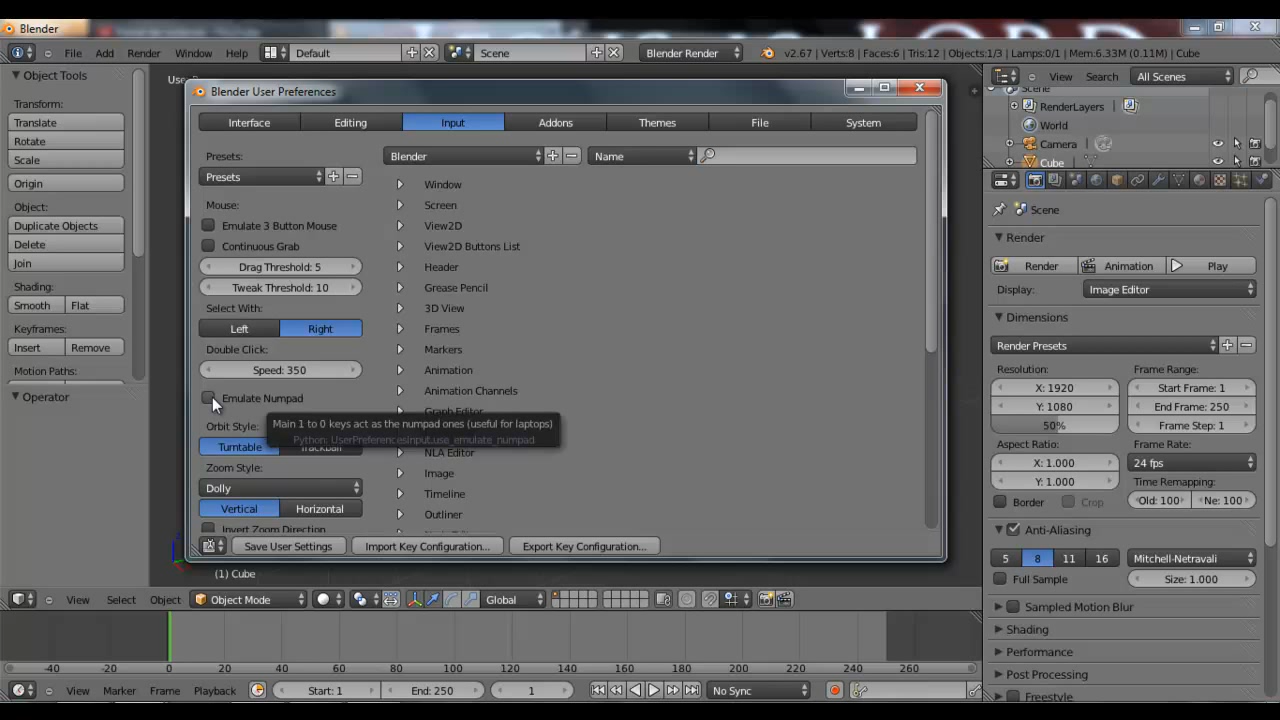 Blender
File Add Render Window Help Default Scene Blender Render v2.67 | Verts:8 | Faces:6 | Tris:12 | Objects:1/3 | Lamps:0/1 | Mem:6.33M (0.11M) | Cube
Object Tools
Transform:
Translate
Rotate
Scale
Origin
Object:
Duplicate Objects
Delete
Join
Shading:
Smooth Flat
Keyframes:
Insert Remove
Motion Paths:
Operator
Blender User Preferences
Interface Editing Input Addons Themes File System
Presets:
Presets
Mouse:
Emulate 3 Button Mouse
Continuous Grab
Drag Threshold: 5
Tweak Threshold: 10
Select With:
Left Right
Double Click:
Speed: 350
Emulate Numpad
Orbit Style:
Turntable Trackball
Zoom Style:
Dolly
Vertical Horizontal
Invert Zoom Direction
Blender Name
Window
Screen
View2D
View2D Buttons List
Header
Grease Pencil
3D View
Frames
Markers
Animation
Animation Channels
Graph Editor
Main 1 to 0 keys act as the numpad ones (useful for laptops)
Python: UserPreferencesInput.use_emulate_numpad
NLA Editor
Image
Timeline
Outliner
Save User Settings Import Key Configuration... Export Key Configuration...
(1) Cube
View Select Object Object Mode Global
-40 -20 0 20 40 60 80 100 120 140 160 180 200 220 240 260
View Marker Frame Playback Start: 1 End: 250 1 No Sync
View Search All Scenes
Scene
RenderLayers
World
Camera
Cube
Scene
Render
Render Animation Play
Display: Image Editor
Dimensions
Render Presets
Resolution: Frame Range:
X: 1920 Start Frame: 1
Y: 1080 End Frame: 250
50% Frame Step: 1
Aspect Ratio: Frame Rate:
X: 1.000 24 fps
Y: 1.000 Time Remapping:
Border Crop Old: 100 Ne: 100
Anti-Aliasing
5 8 11 16 Mitchell-Netravali
Full Sample Size: 1.000
Sampled Motion Blur
Shading
Performance
Post Processing
Freestyle